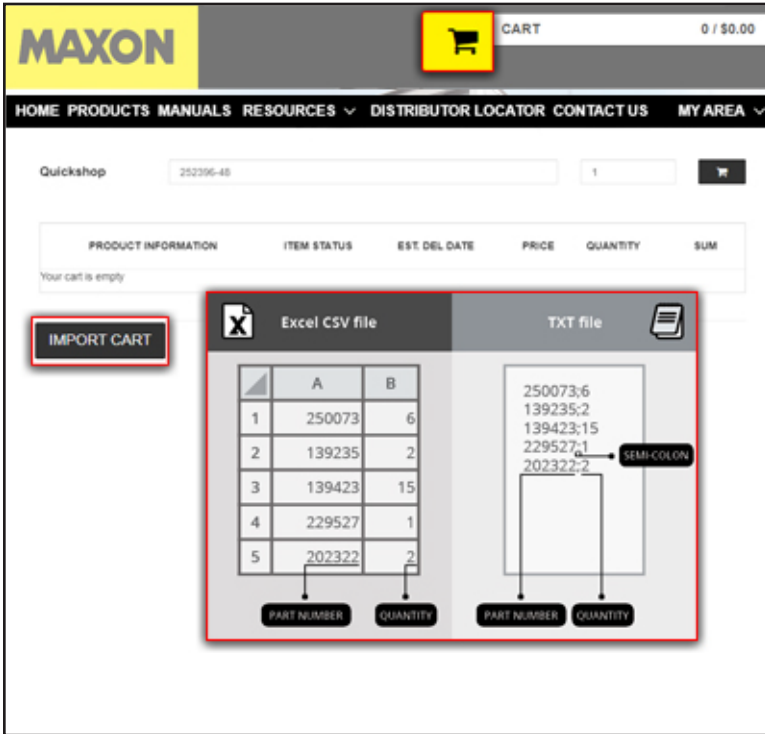 MAXON
CART 0 / $0.00
HOME PRODUCTS MANUALS RESOURCES DISTRIBUTOR LOCATOR CONTACT US MY AREA
Quickshop 252396-48 1
PRODUCT INFORMATION ITEM STATUS EST. DEL DATE PRICE QUANTITY SUM
Your cart is empty
IMPORT CART
X Excel CSV file TXT file
A B
1 250073 6
2 139235 2
3 139423 15
4 229527 1
5 202322 2
PART NUMBER QUANTITY
250073;6
139235;2
139423;15
229527;1
202322;2
SEMI-COLON
PART NUMBER QUANTITY